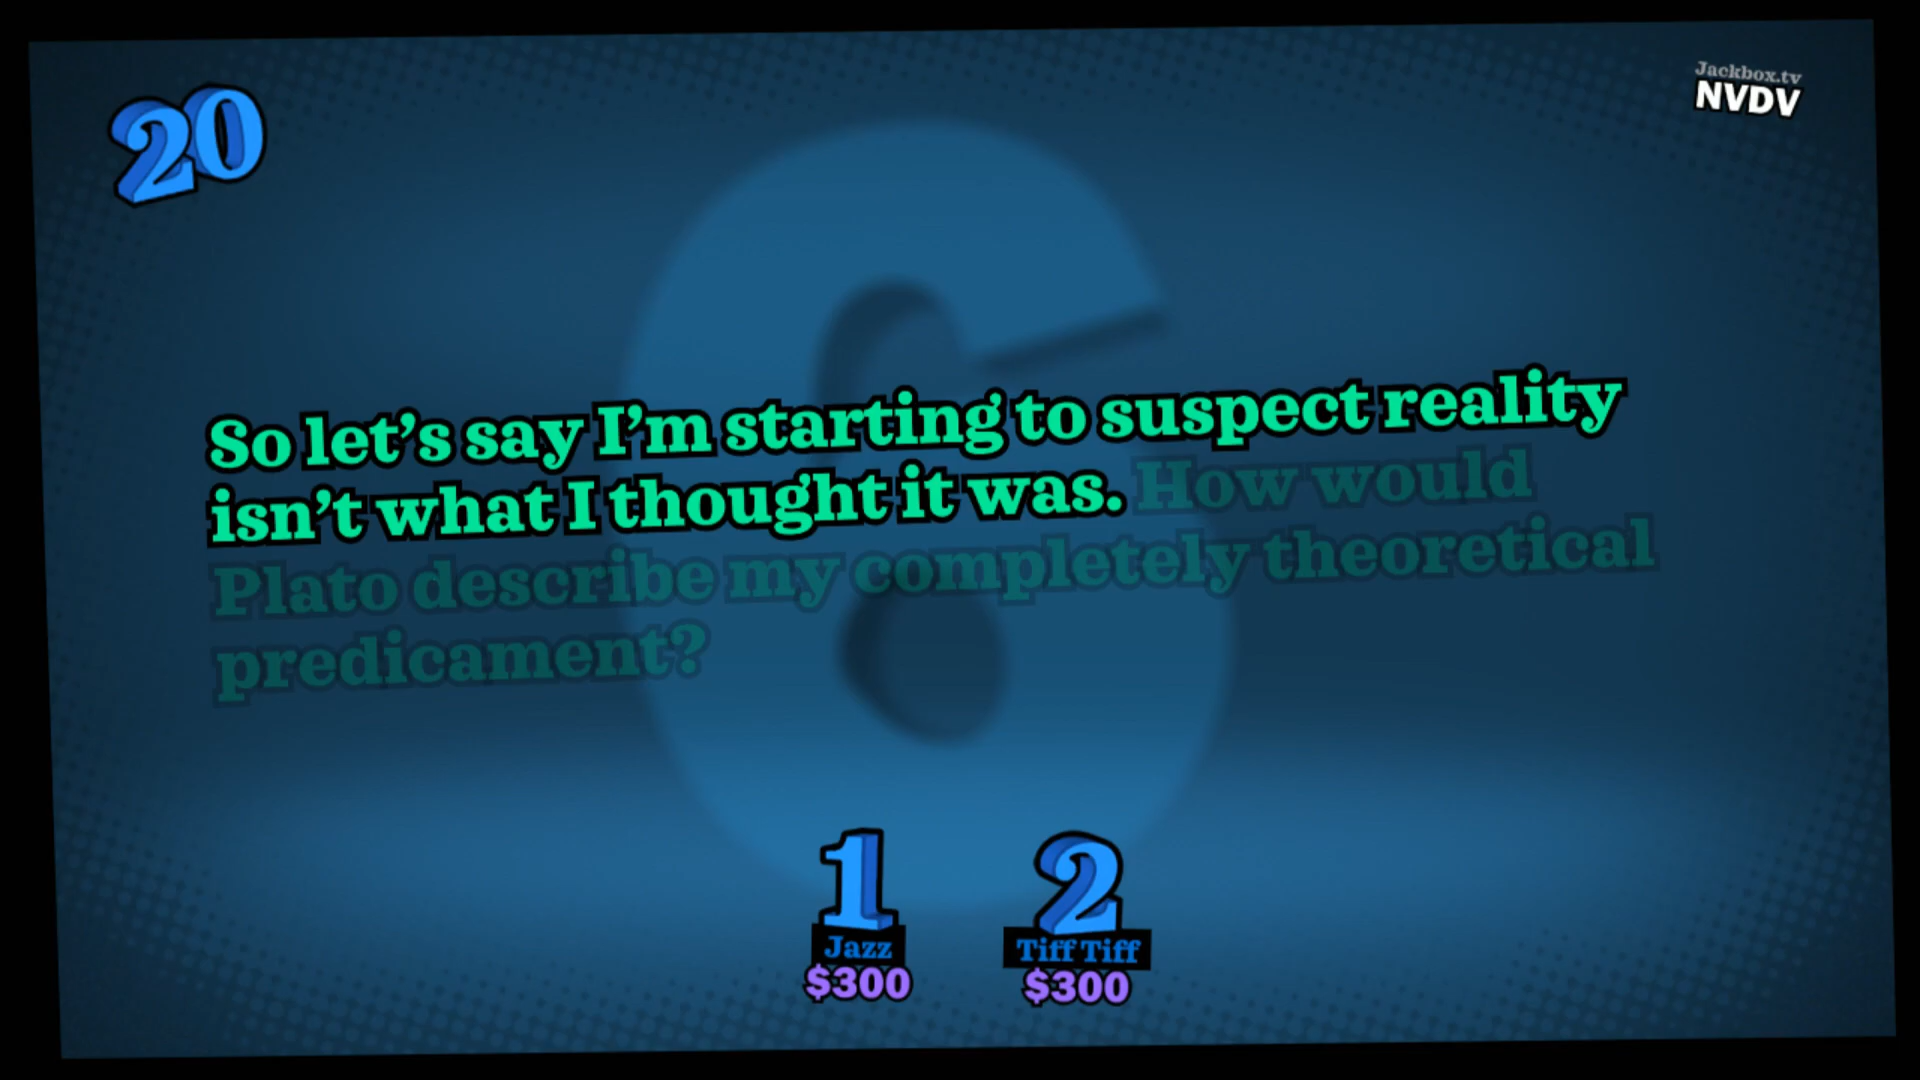 20
Jackbox.tv
NVDV
So let's say I'm starting to suspect reality
isn't what I thought it was. How would
Plato describe my completely theoretical
predicament?
6
1
Jazz
$300
2
Tiff Tiff
$300